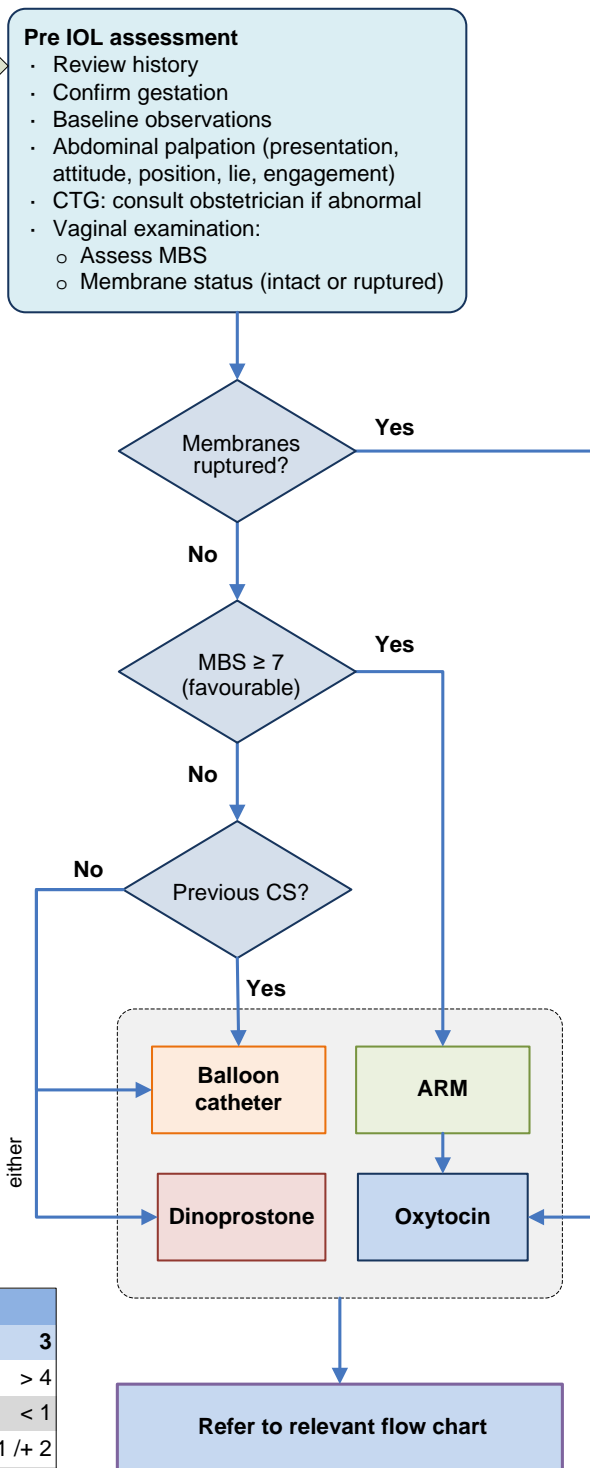 Pre IOL assessment
· Review history
· Confirm gestation
· Baseline observations
· Abdominal palpation (presentation,
attitude, position, lie, engagement)
· CTG: consult obstetrician if abnormal
· Vaginal examination:
o Assess MBS
o Membrane status (intact or ruptured)
Membranes
ruptured?
Yes
No
MBS ≥ 7
(favourable)
Yes
No
Previous CS?
No
Yes
either
Balloon
catheter
ARM
Dinoprostone
Oxytocin
3
> 4
< 1
1 /+ 2
Refer to relevant flow chart